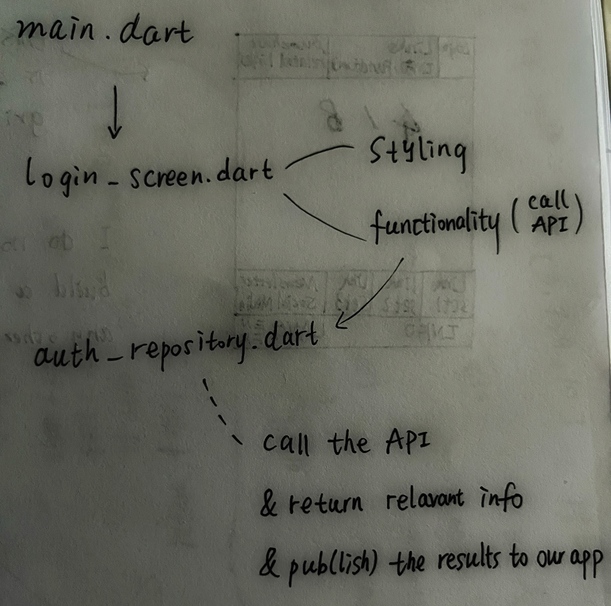 main.dart
login_screen.dart
Styling
functionality (call API)
auth_repository.dart
call the API
& return relavant info
& pub(lish) the results to our app